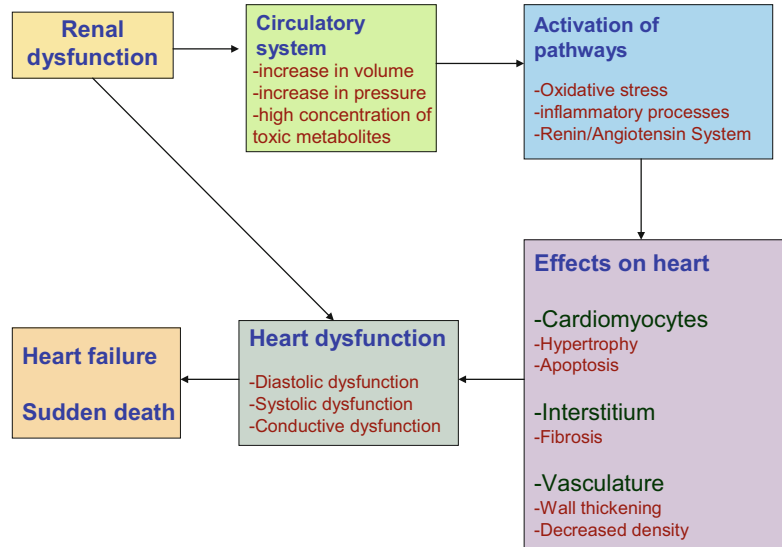 Renal
dysfunction
Circulatory
system
-increase in volume
-increase in pressure
-high concentration of
toxic metabolites
Activation of
pathways
-Oxidative stress
-inflammatory processes
-Renin/Angiotensin System
Effects on heart
-Cardiomyocytes
-Hypertrophy
-Apoptosis
-Interstitium
-Fibrosis
-Vasculature
-Wall thickening
-Decreased density
Heart dysfunction
-Diastolic dysfunction
-Systolic dysfunction
-Conductive dysfunction
Heart failure
Sudden death